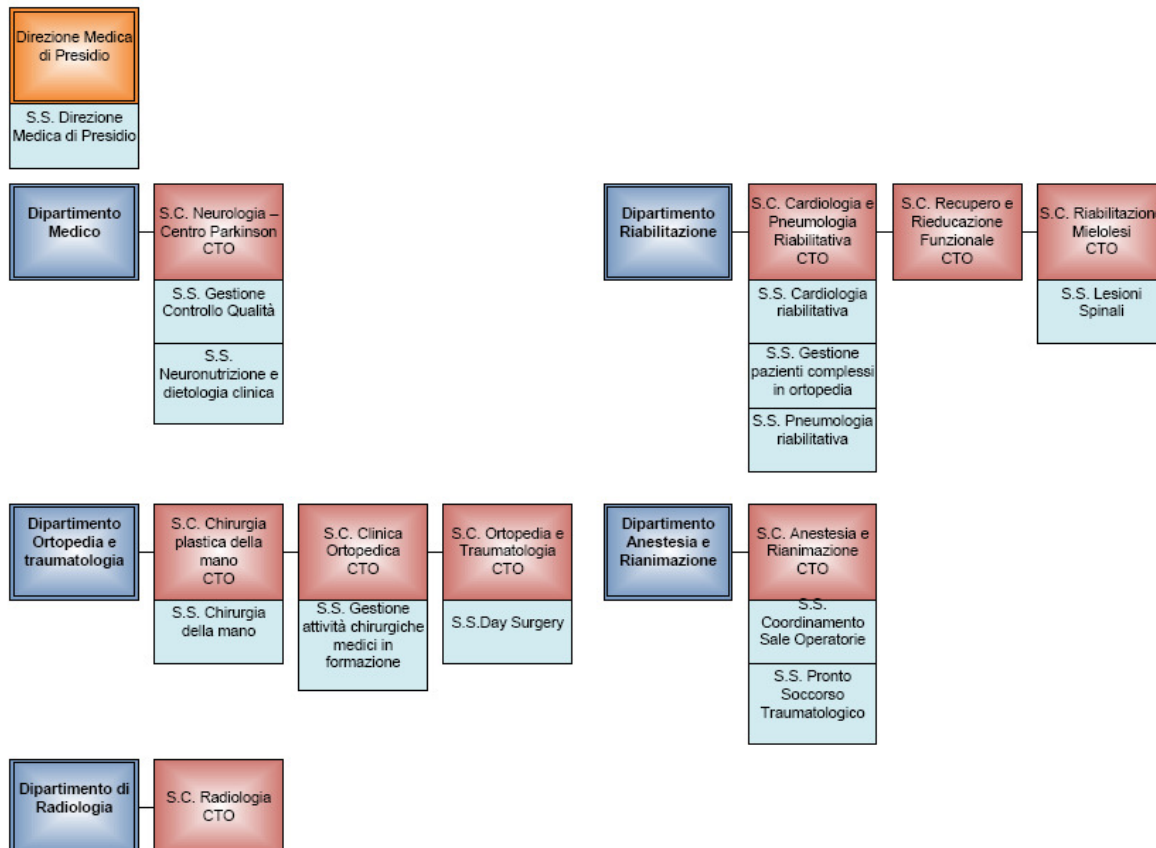 Direzione Medica
di Presidio
S.S. Direzione
Medica di Presidio
Dipartimento
Medico
S.C. Neurologia –
Centro Parkinson
CTO
S.S. Gestione
Controllo Qualità
S.S.
Neuronutrizione e
dietologia clinica
Dipartimento
Riabilitazione
S.C. Cardiologia e
Pneumologia
Riabilitativa
CTO
S.S. Cardiologia
riabilitativa
S.S. Gestione
pazienti complessi
in ortopedia
S.S. Pneumologia
riabilitativa
S.C. Recupero e
Rieducazione
Funzionale
CTO
S.C. Riabilitazione
Mielolesi
CTO
S.S. Lesioni
Spinali
Dipartimento
Ortopedia e
traumatologia
S.C. Chirurgia
plastica della
mano
CTO
S.S. Chirurgia
della mano
S.C. Clinica
Ortopedica
CTO
S.S. Gestione
attività chirurgiche
medici in
formazione
S.C. Ortopedia e
Traumatologia
CTO
S.S.Day Surgery
Dipartimento
Anestesia e
Rianimazione
S.C. Anestesia e
Rianimazione
CTO
S.S.
Coordinamento
Sale Operatorie
S.S. Pronto
Soccorso
Traumatologico
Dipartimento di
Radiologia
S.C. Radiologia
CTO